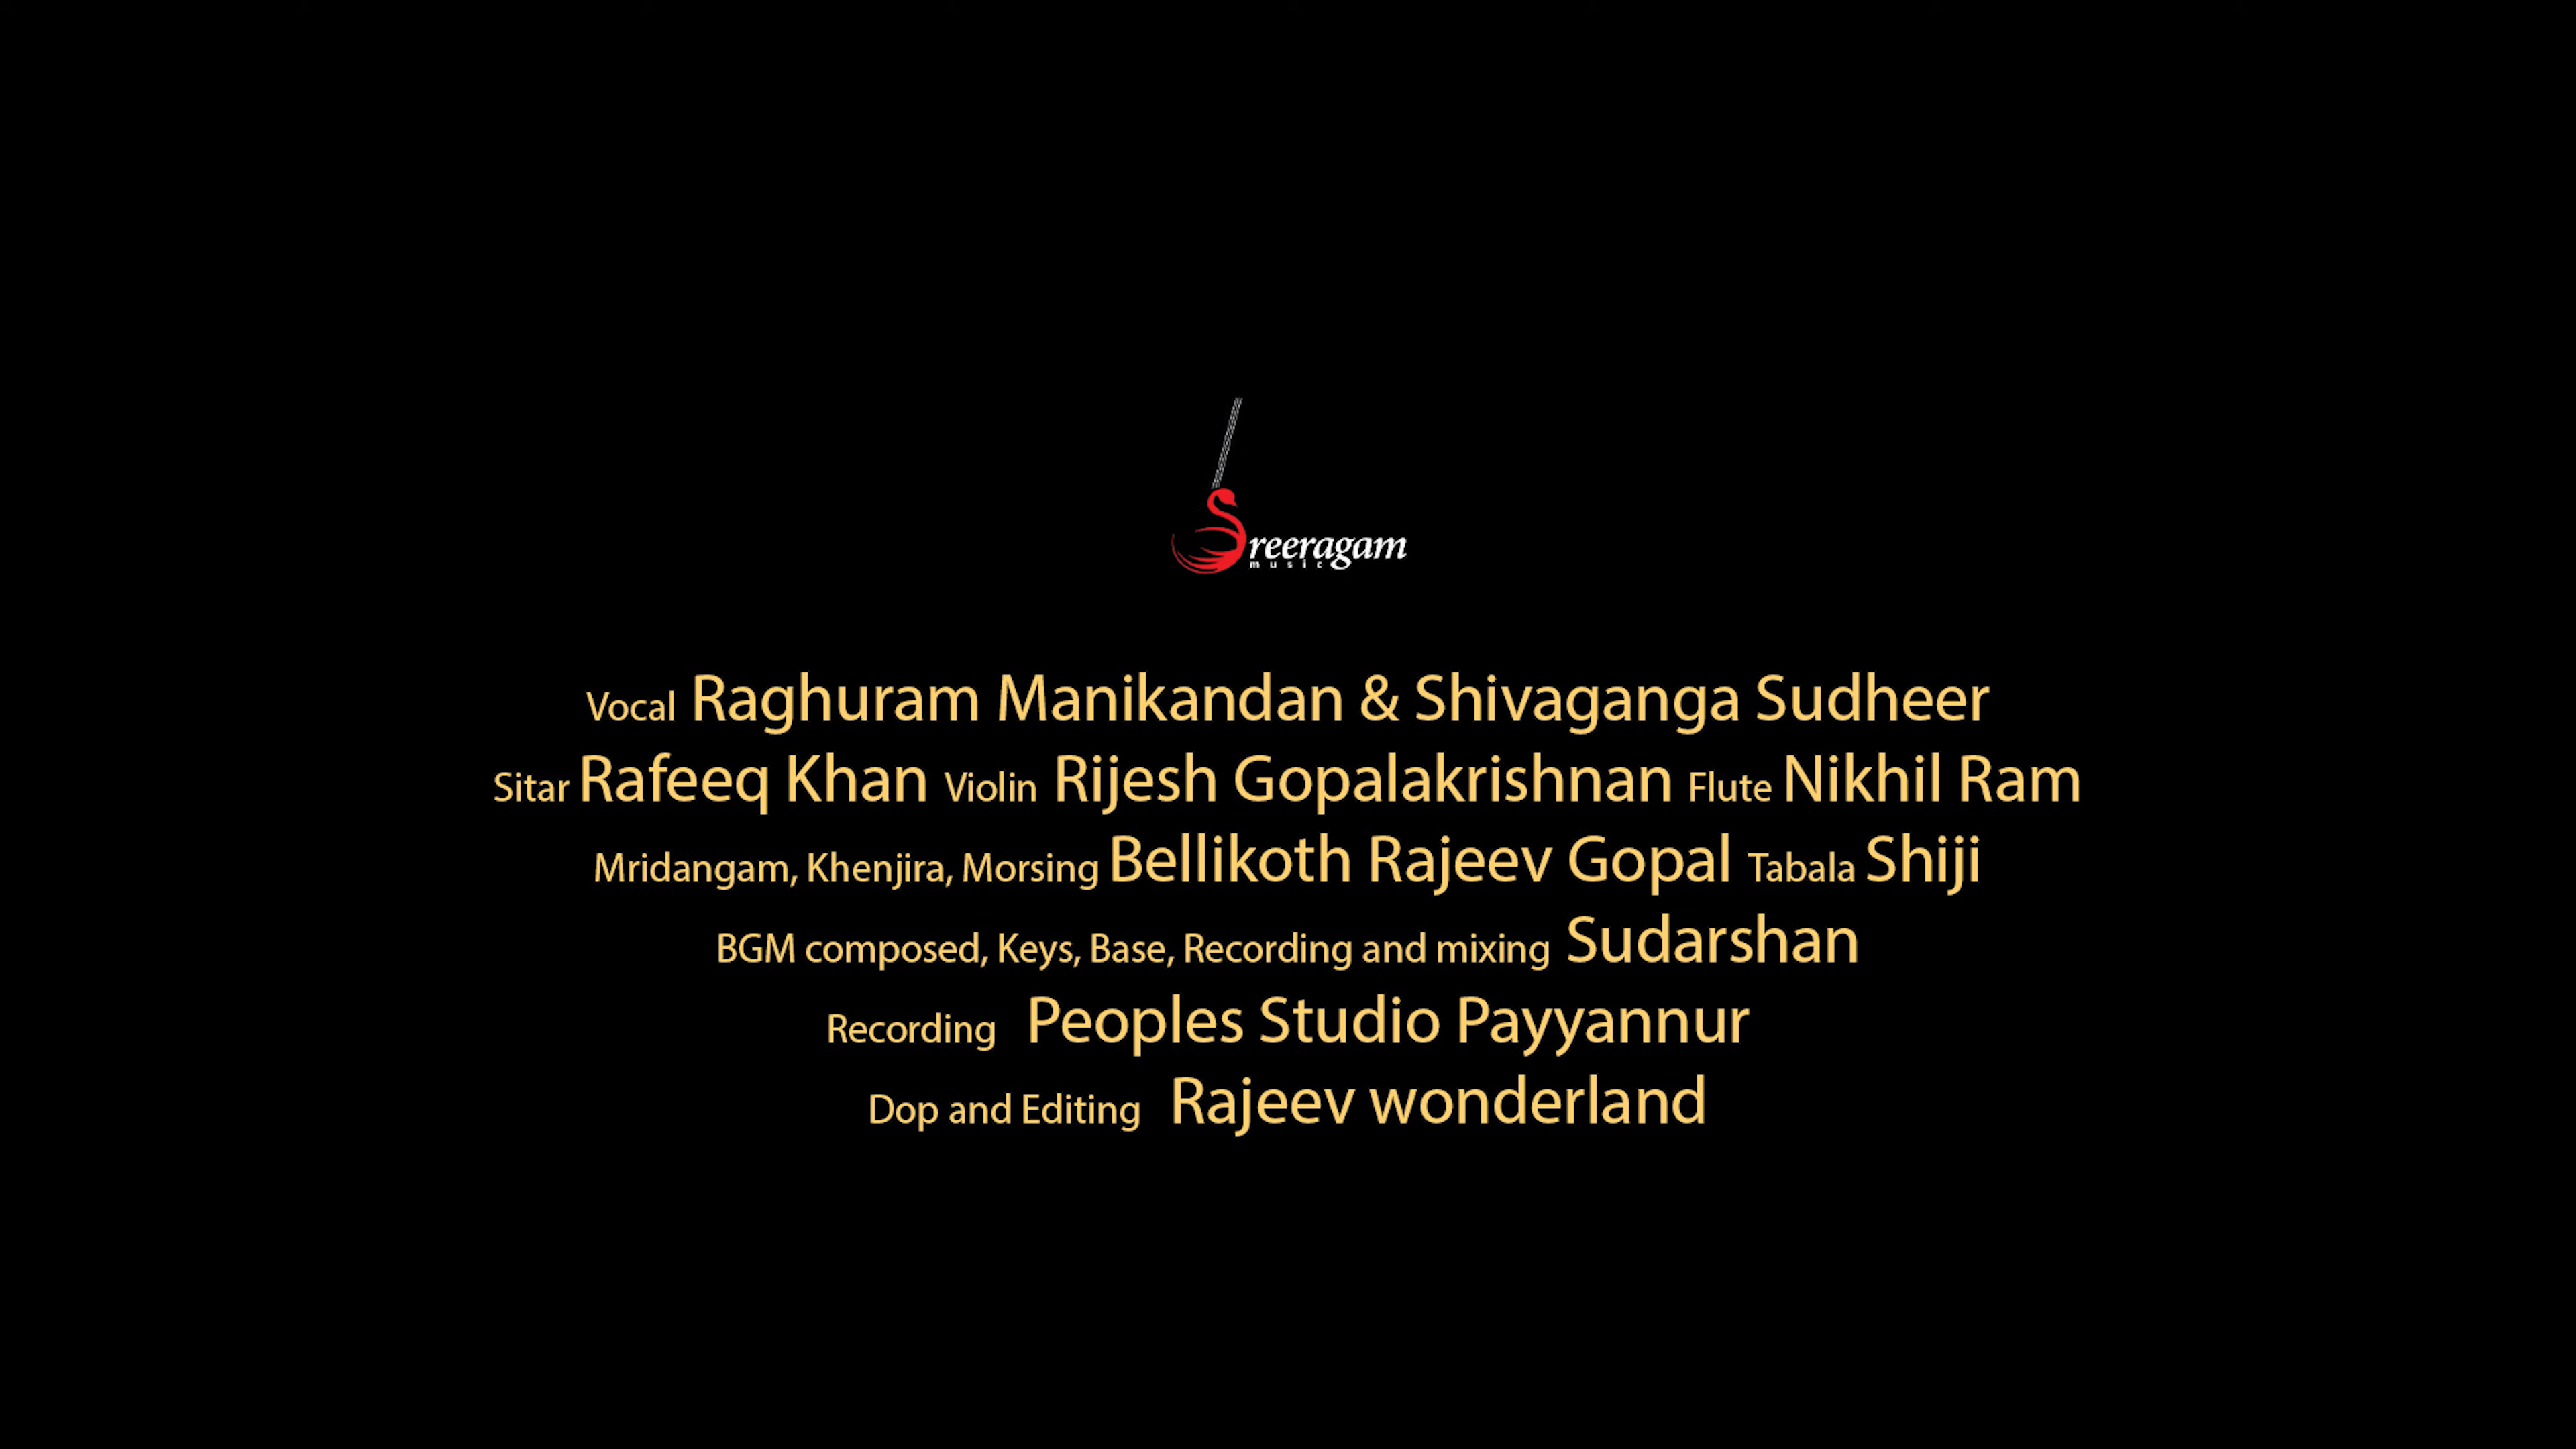 Sreeragam
music
Vocal Raghuram Manikandan & Shivaganga Sudheer
Sitar Rafeeq Khan Violin Rijesh Gopalakrishnan Flute Nikhil Ram
Mridangam, Khenjira, Morsing Bellikoth Rajeev Gopal Tabala Shiji
BGM composed, Keys, Base, Recording and mixing Sudarshan
Recording Peoples Studio Payyannur
Dop and Editing Rajeev wonderland